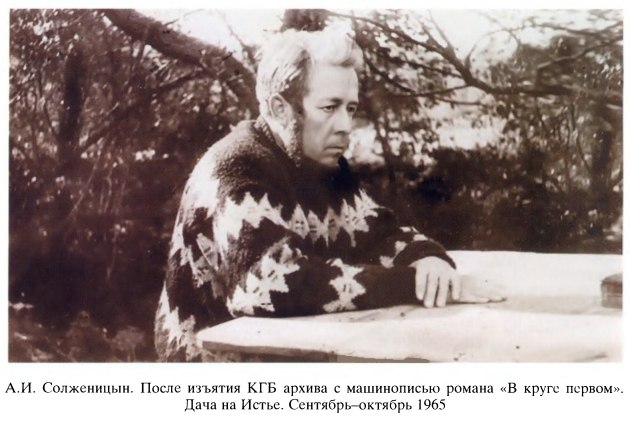 А.И. Солженицын. После изъятия КГБ архива с машинописью романа «В круге первом».
Дача на Истье. Сентябрь–октябрь 1965